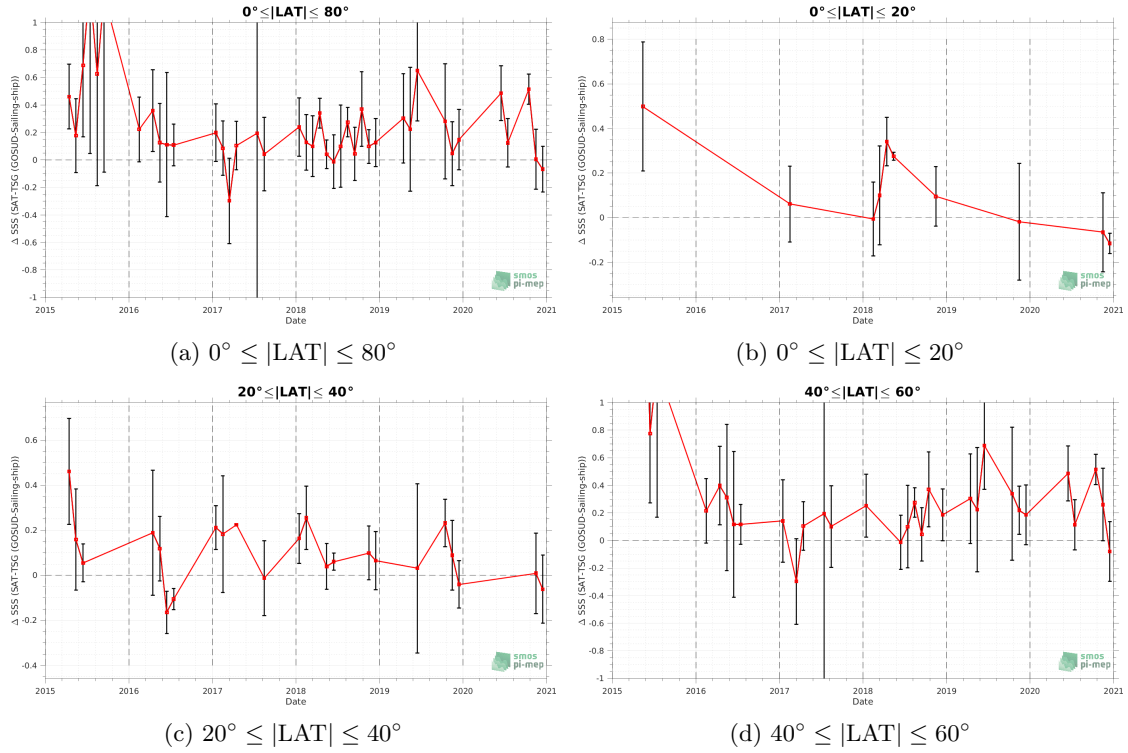 0°≤|LAT|≤ 80°
Δ SSS (SAT-TSG (GOSUD-Sailing-ship))
1
0.8
0.6
0.4
0.2
0
-0.2
-0.4
-0.6
-0.8
-1
2015 2016 2017 2018 2019 2020 2021
Date
smos
pi-mep
(a) 0° ≤ |LAT| ≤ 80°
0°≤|LAT|≤ 20°
Δ SSS (SAT-TSG (GOSUD-Sailing-ship))
0.8
0.6
0.4
0.2
0
-0.2
2015 2016 2017 2018 2019 2020 2021
Date
smos
pi-mep
(b) 0° ≤ |LAT| ≤ 20°
20°≤|LAT|≤ 40°
Δ SSS (SAT-TSG (GOSUD-Sailing-ship))
0.6
0.4
0.2
0
-0.2
-0.4
2015 2016 2017 2018 2019 2020 2021
Date
smos
pi-mep
(c) 20° ≤ |LAT| ≤ 40°
40°≤|LAT|≤ 60°
Δ SSS (SAT-TSG (GOSUD-Sailing-ship))
1
0.8
0.6
0.4
0.2
0
-0.2
-0.4
-0.6
-0.8
-1
2015 2016 2017 2018 2019 2020 2021
Date
smos
pi-mep
(d) 40° ≤ |LAT| ≤ 60°